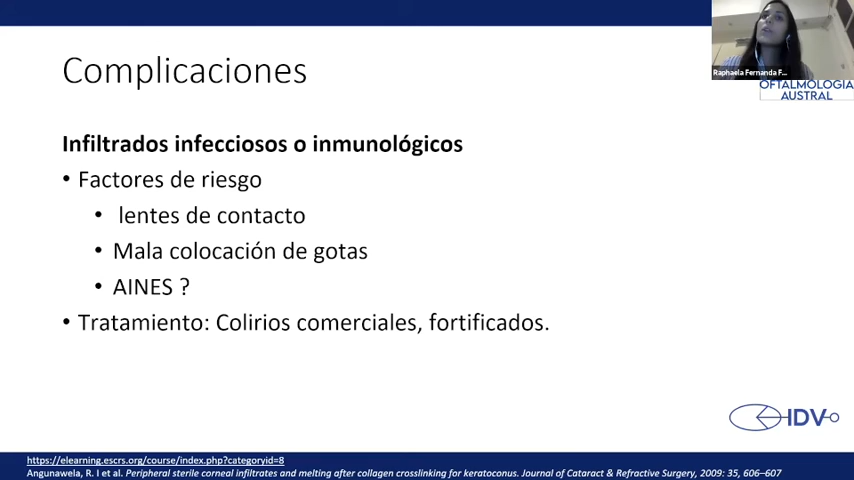 Complicaciones
Raphaela Fernanda F...
OFTALMOLOGIA
AUSTRAL
Infiltrados infecciosos o inmunológicos
• Factores de riesgo
• lentes de contacto
• Mala colocación de gotas
• AINES ?
• Tratamiento: Colirios comerciales, fortificados.
IDV
https://elearning.escrs.org/course/index.php?categoryid=8
Angunawela, R. I et al. Peripheral sterile corneal infiltrates and melting after collagen crosslinking for keratoconus. Journal of Cataract & Refractive Surgery, 2009: 35, 606–607